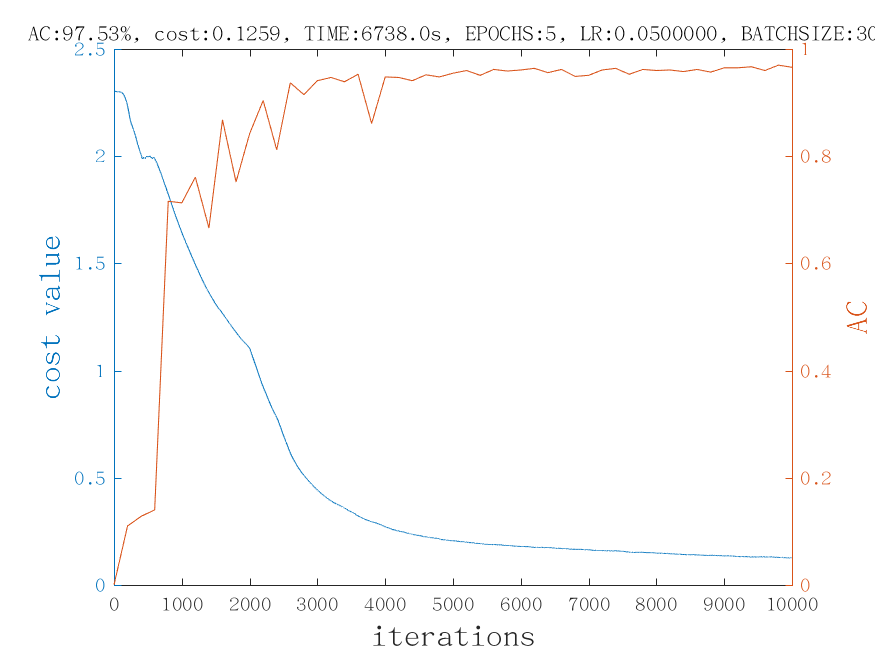 AC:97.53%, cost:0.1259, TIME:6738.0s, EPOCHS:5, LR:0.0500000, BATCHSIZE:30
2.5
2
1.5
1
0.5
0
cost value
1
0.8
0.6
0.4
0.2
0
AC
0 1000 2000 3000 4000 5000 6000 7000 8000 9000 10000
iterations